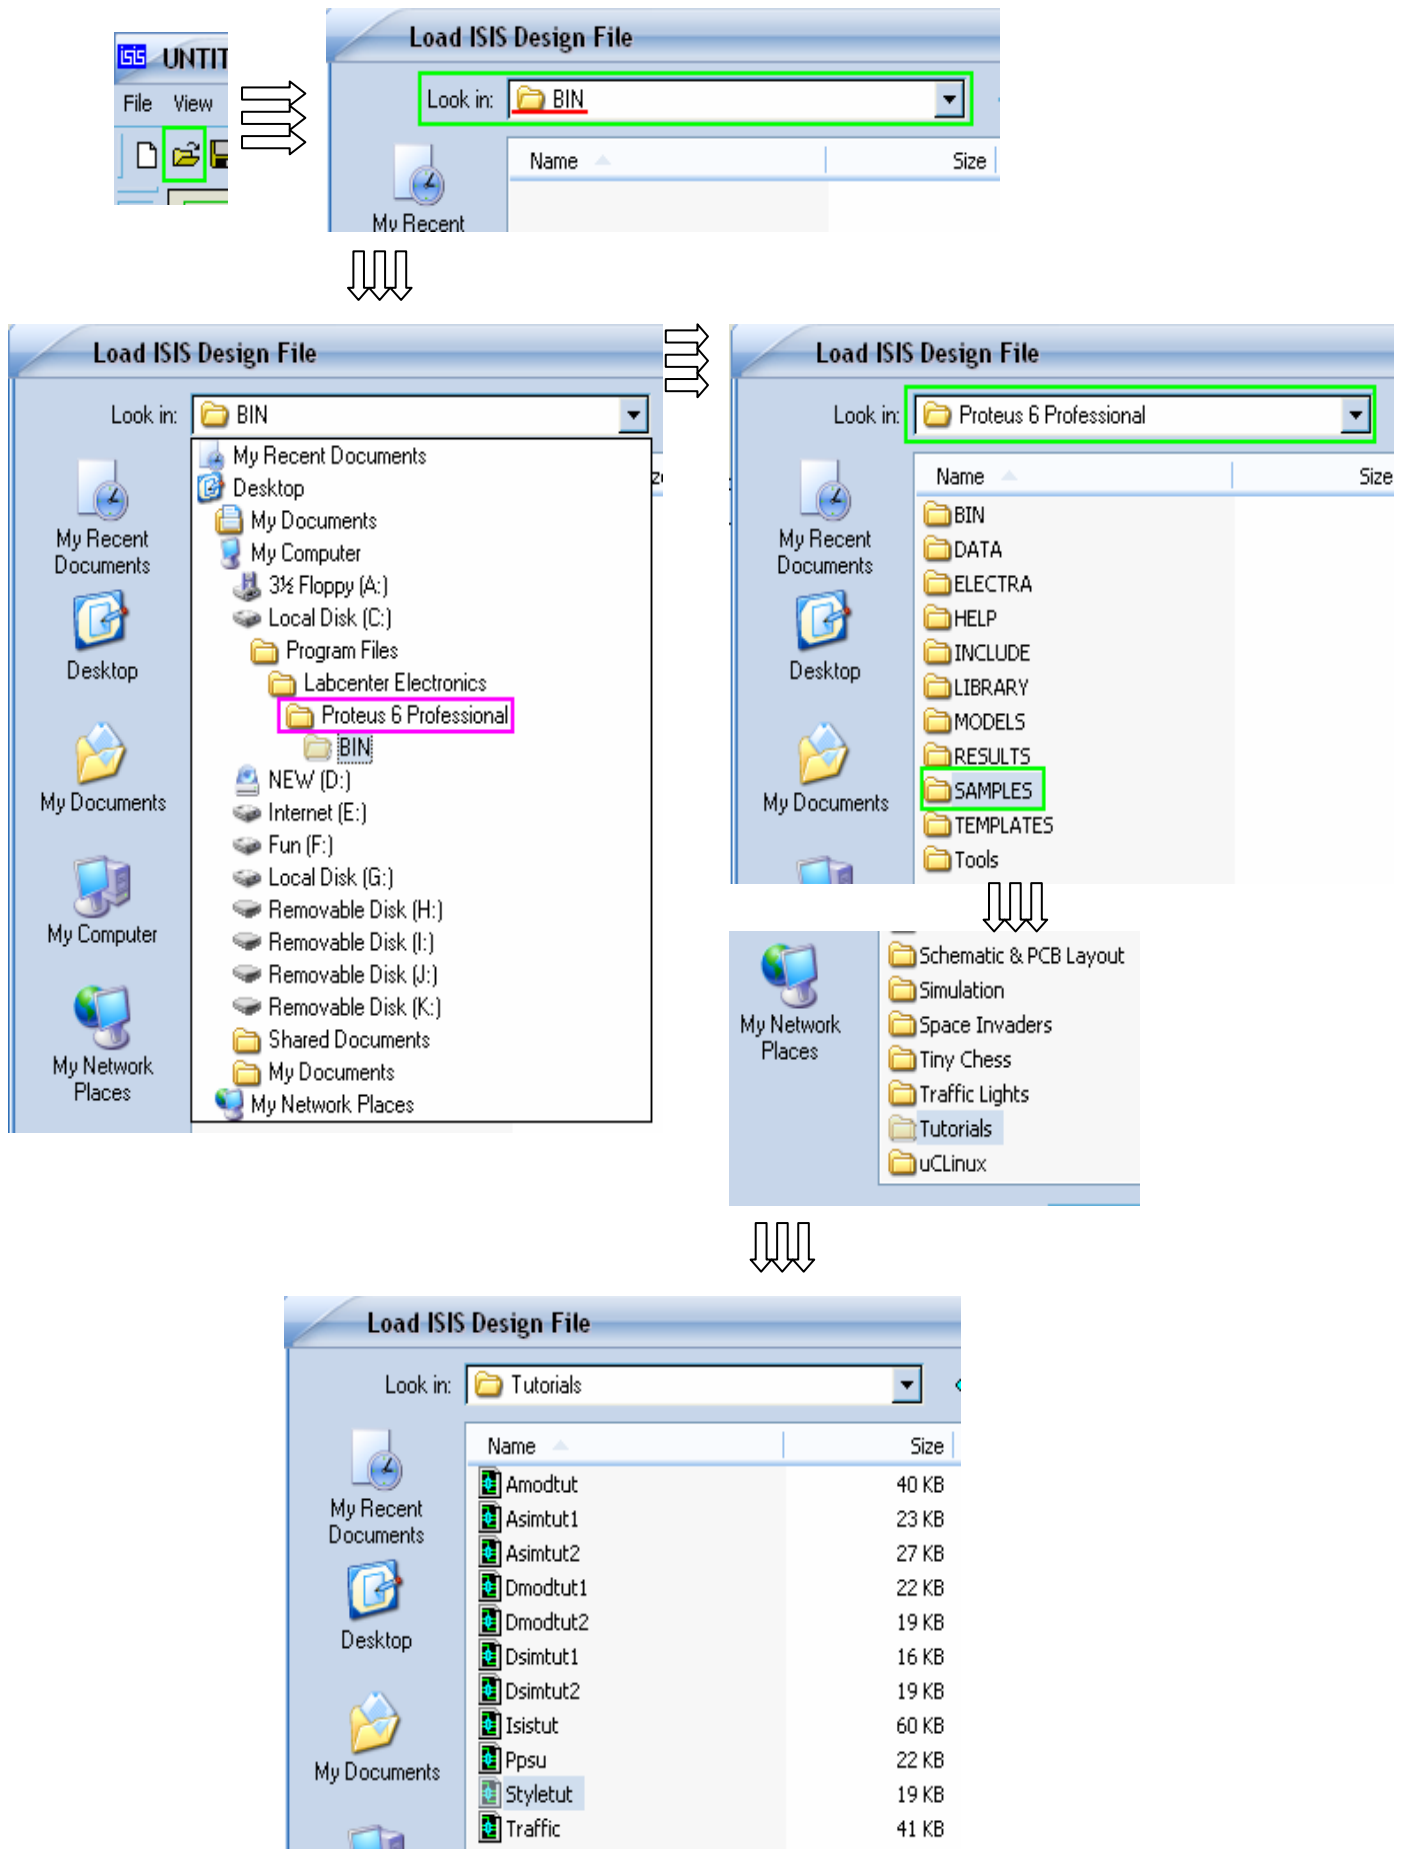 isis UNTIT
File View
Load ISIS Design File
Look in: BIN
Name Size
My Recent
Load ISIS Design File
Look in: BIN
My Recent Documents
Desktop
My Documents
My Computer
3½ Floppy (A:)
Local Disk (C:)
Program Files
Labcenter Electronics
Proteus 6 Professional
BIN
NEW (D:)
Internet (E:)
Fun (F:)
Local Disk (G:)
Removable Disk (H:)
Removable Disk (I:)
Removable Disk (J:)
Removable Disk (K:)
Shared Documents
My Documents
My Network Places
My Recent
Documents
Desktop
My Documents
My Computer
My Network
Places
Load ISIS Design File
Look in: Proteus 6 Professional
Name Size
BIN
DATA
ELECTRA
HELP
INCLUDE
LIBRARY
MODELS
RESULTS
SAMPLES
TEMPLATES
Tools
My Recent
Documents
Desktop
My Documents
Schematic & PCB Layout
Simulation
Space Invaders
Tiny Chess
Traffic Lights
Tutorials
uCLinux
My Network
Places
Load ISIS Design File
Look in: Tutorials
Name Size
Amodtut 40 KB
Asimtut1 23 KB
Asimtut2 27 KB
Dmodtut1 22 KB
Dmodtut2 19 KB
Dsimtut1 16 KB
Dsimtut2 19 KB
Isistut 60 KB
Ppsu 22 KB
Styletut 19 KB
Traffic 41 KB
My Recent
Documents
Desktop
My Documents